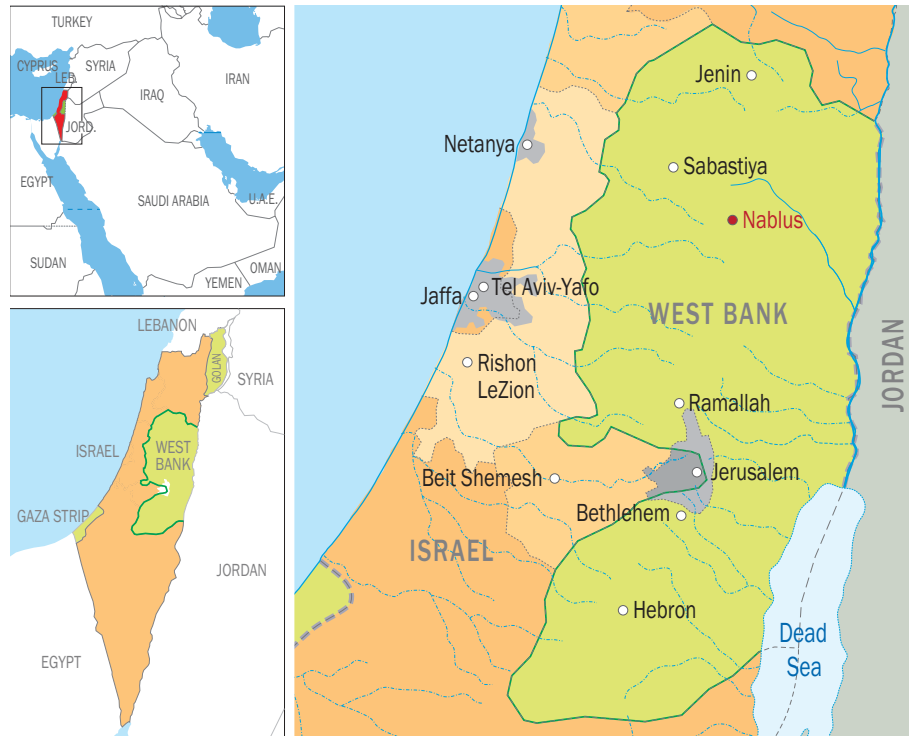 TURKEY
CYPRUS
SYRIA
LEB.
IRAN
IRAQ
JORD.
EGYPT
SAUDI ARABIA
U.A.E.
SUDAN
OMAN
YEMEN
LEBANON
GOLAN
SYRIA
ISRAEL
WEST
BANK
GAZA STRIP
JORDAN
EGYPT
Jenin
Netanya
Sabastiya
Nablus
Tel Aviv-Yafo
Jaffa
WEST BANK
JORDAN
Rishon
LeZion
Ramallah
Beit Shemesh
Jerusalem
Bethlehem
ISRAEL
Hebron
Dead
Sea